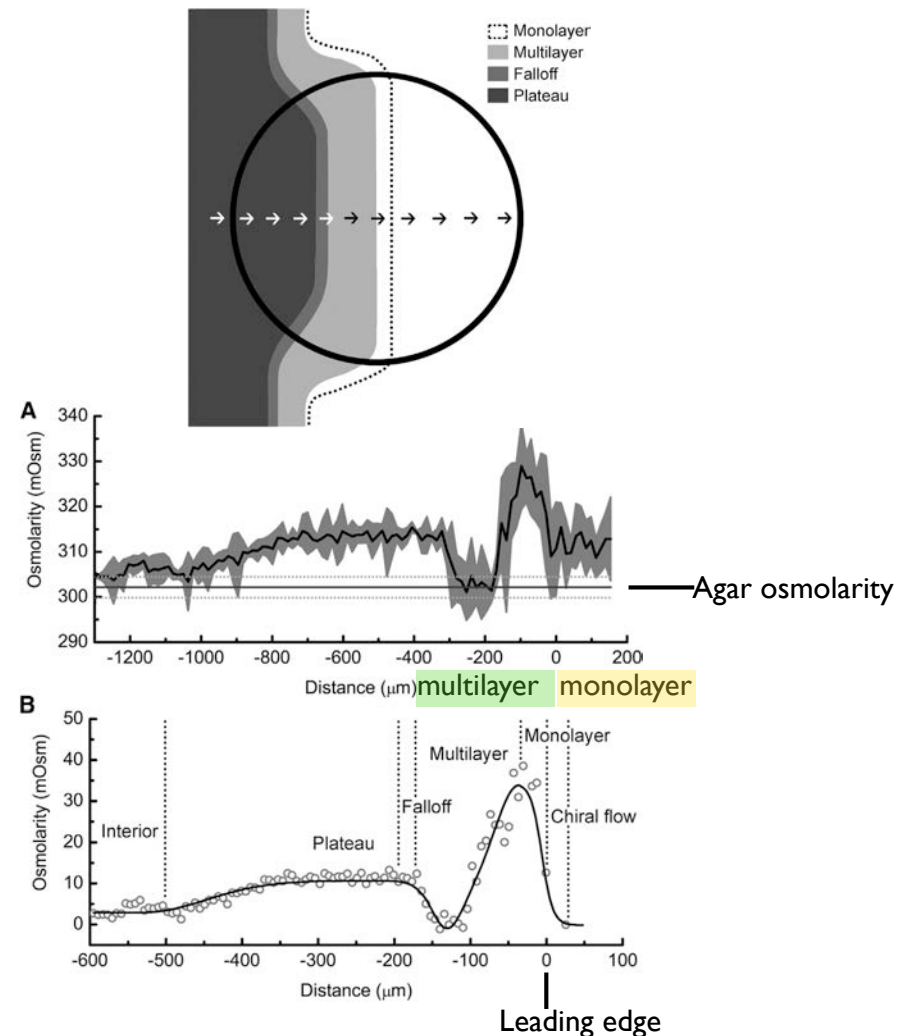 Monolayer
Multilayer
Falloff
Plateau
A
Osmolarity (mOsm)
340
330
320
310
300
290
Agar osmolarity
-1200 -1000 -800 -600 -400 -200 0 200
Distance (μm) multilayer monolayer
B
Osmolarity (mOsm)
50
40
30
20
10
0
Monolayer
Multilayer
Falloff
Chiral flow
Interior
Plateau
-600 -500 -400 -300 -200 -100 0 100
Distance (μm)
Leading edge